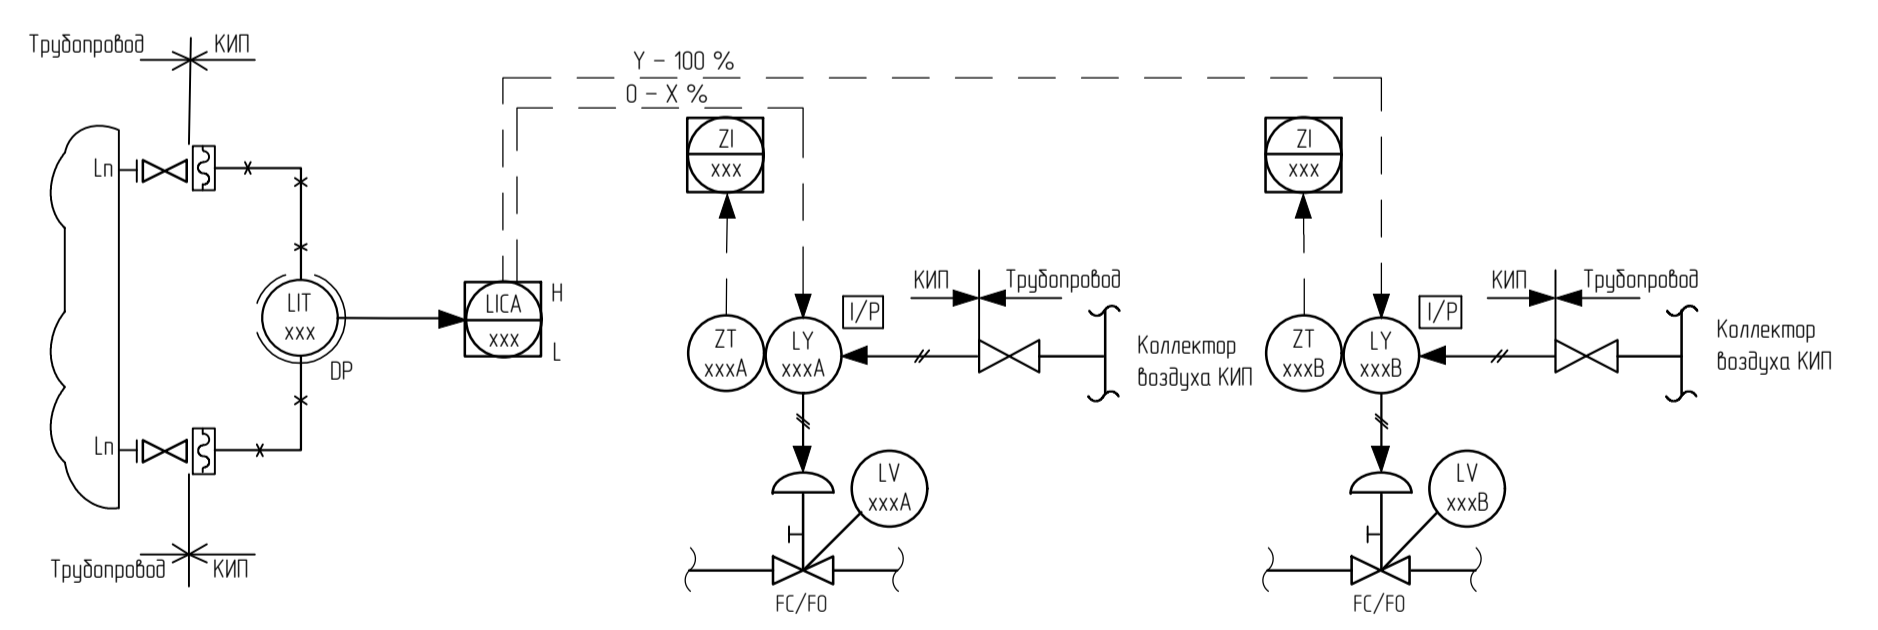 Трубопровод
КИП
Y – 100 %
0 – X %
Ln
ZI
xxx
ZI
xxx
LIT
xxx
DP
LICA
xxx
H
L
ZT
xxxA
LY
xxxA
I/P
КИП
Трубопровод
Коллектор
воздуха КИП
ZT
xxxB
LY
xxxB
I/P
КИП
Трубопровод
Коллектор
воздуха КИП
Ln
LV
xxxA
LV
xxxB
Трубопровод
КИП
FC/FO
FC/FO